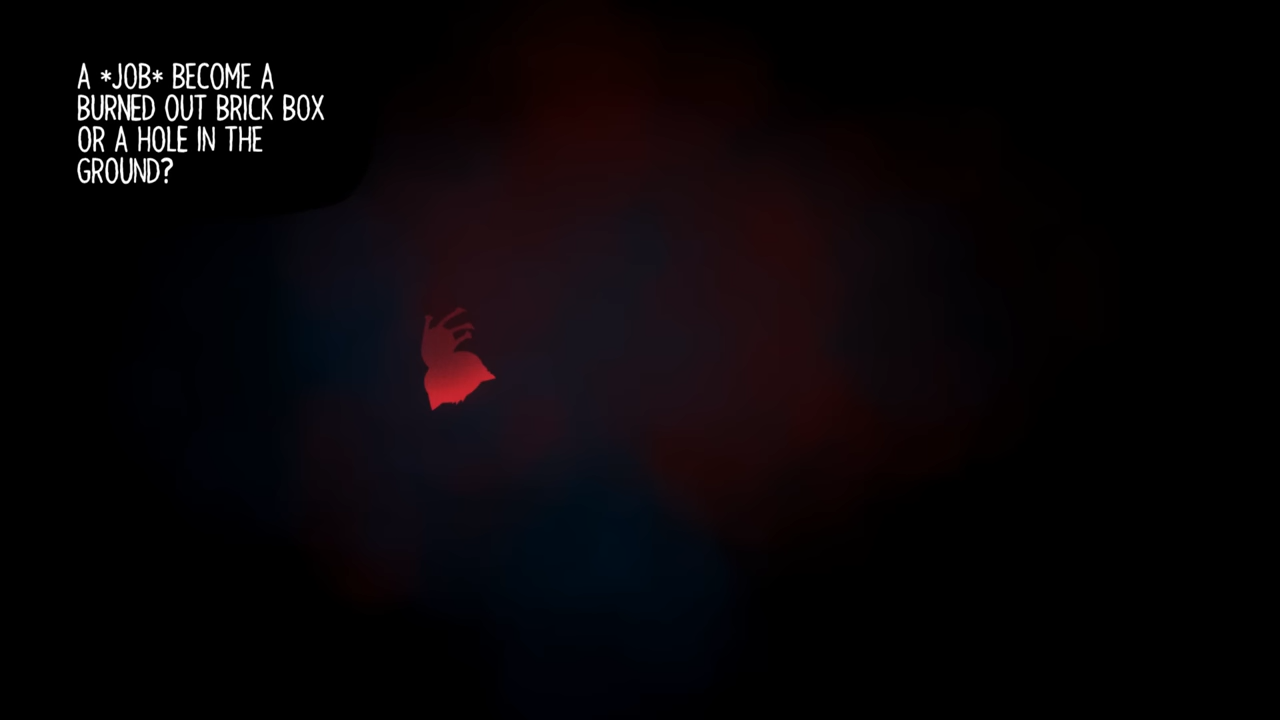 A *JOB* BECOME A
BURNED OUT BRICK BOX
OR A HOLE IN THE
GROUND?